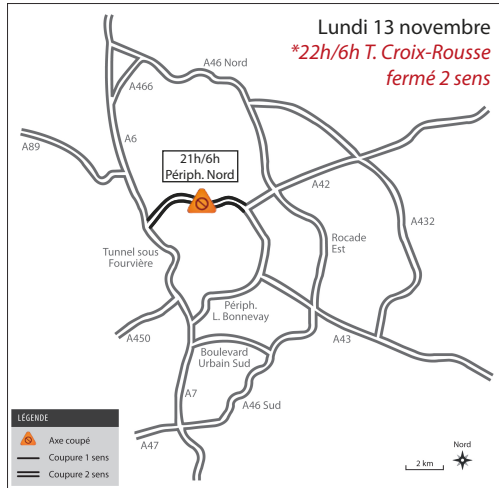 Lundi 13 novembre
*22h/6h T. Croix-Rousse
fermé 2 sens
A46 Nord
A466
A6
A89
21h/6h
Périph. Nord
A42
A432
Rocade
Est
Tunnel sous
Fourvière
Périph.
L. Bonnevay
A450
A43
Boulevard
Urbain Sud
A7
A46 Sud
A47
LÉGENDE
Axe coupé
Coupure 1 sens
Coupure 2 sens
Nord
2 km